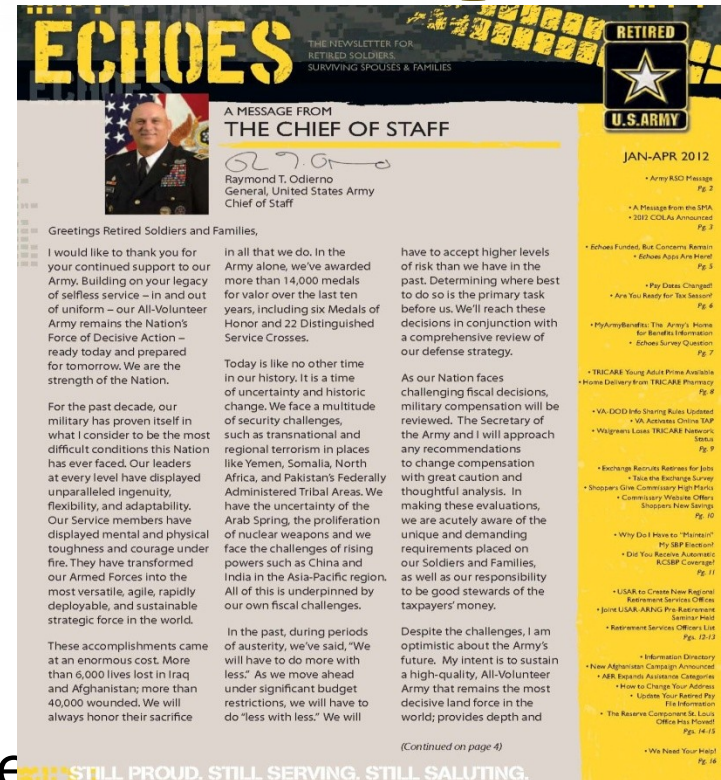 ECHOES
THE NEWSLETTER FOR
RETIRED SOLDIERS,
SURVIVING SPOUSES & FAMILIES
RETIRED
U.S.ARMY
A MESSAGE FROM
THE CHIEF OF STAFF
Raymond T. Odierno
General, United States Army
Chief of Staff
Greetings Retired Soldiers and Families,
I would like to thank you for
your continued support to our
Army. Building on your legacy
of selfless service – in and out
of uniform – our All-Volunteer
Army remains the Nation's
Force of Decisive Action –
ready today and prepared
for tomorrow. We are the
strength of the Nation.
For the past decade, our
military has proven itself in
what I consider to be the most
difficult conditions this Nation
has ever faced. Our leaders
at every level have displayed
unparalleled ingenuity,
flexibility, and adaptability.
Our Service members have
displayed mental and physical
toughness and courage under
fire. They have transformed
our Armed Forces into the
most versatile, agile, rapidly
deployable, and sustainable
strategic force in the world.
These accomplishments came
at an enormous cost. More
than 6,000 lives lost in Iraq
and Afghanistan; more than
40,000 wounded. We will
always honor their sacrifice
in all that we do. In the
Army alone, we've awarded
more than 14,000 medals
for valor over the last ten
years, including six Medals of
Honor and 22 Distinguished
Service Crosses.
Today is like no other time
in our history. It is a time
of uncertainty and historic
change. We face a multitude
of security challenges,
such as transnational and
regional terrorism in places
like Yemen, Somalia, North
Africa, and Pakistan's Federally
Administered Tribal Areas. We
have the uncertainty of the
Arab Spring, the proliferation
of nuclear weapons and we
face the challenges of rising
powers such as China and
India in the Asia-Pacific region.
All of this is underpinned by
our own fiscal challenges.
In the past, during periods
of austerity, we've said, "We
will have to do more with
less." As we move ahead
under significant budget
restrictions, we will have to
do "less with less." We will
have to accept higher levels
of risk than we have in the
past. Determining where best
to do so is the primary task
before us. We'll reach these
decisions in conjunction with
a comprehensive review of
our defense strategy.
As our Nation faces
challenging fiscal decisions,
military compensation will be
reviewed. The Secretary of
the Army and I will approach
any recommendations
to change compensation
with great caution and
thoughtful analysis. In
making these evaluations,
we are acutely aware of the
unique and demanding
requirements placed on
our Soldiers and Families,
as well as our responsibility
to be good stewards of the
taxpayers' money.
Despite the challenges, I am
optimistic about the Army's
future. My intent is to sustain
a high-quality, All-Volunteer
Army that remains the most
decisive land force in the
world; provides depth and
(Continued on page 4)
JAN-APR 2012
• Army RSO Message
Pg. 2
• A Message from the SMA
• 2012 COLAs Announced
Pg. 3
• Echoes Funded, But Concerns Remain
• Echoes Apps Are Here!
Pg. 5
• Pay Dates Changed!
• Are You Ready for Tax Season?
Pg. 6
• MyArmyBenefits: The Army's Home
for Benefits Information
• Echoes Survey Question
Pg. 7
• TRICARE Young Adult Prime Available
• Home Delivery from TRICARE Pharmacy
Pg. 8
• VA-DOD Info Sharing Rules Updated
• VA Activates Online TAP
• Walgreens Loses TRICARE Network
Status
Pg. 9
• Exchange Recruits Retirees for Jobs
• Take the Exchange Survey
• Shoppers Give Commissary High Marks
• Commissary Website Offers
Shoppers New Savings
Pg. 10
• Why Do I Have to "Maintain"
My SBP Election?
• Did You Receive Automatic
RCSBP Coverage?
Pg. 11
• USAR to Create New Regional
Retirement Services Offices
• Joint USAR-ARNG Pre-Retirement
Seminar Held
• Retirement Services Officers List
Pgs. 12-13
• Information Directory
• New Afghanistan Campaign Announced
• AER Expands Assistance Categories
• How to Change Your Address
• Update Your Retired Pay
File Information
• The Reserve Component St. Louis
Office Has Moved!
Pgs. 14-15
• We Need Your Help!
Pg. 16
STILL PROUD. STILL SERVING. STILL SALUTING.